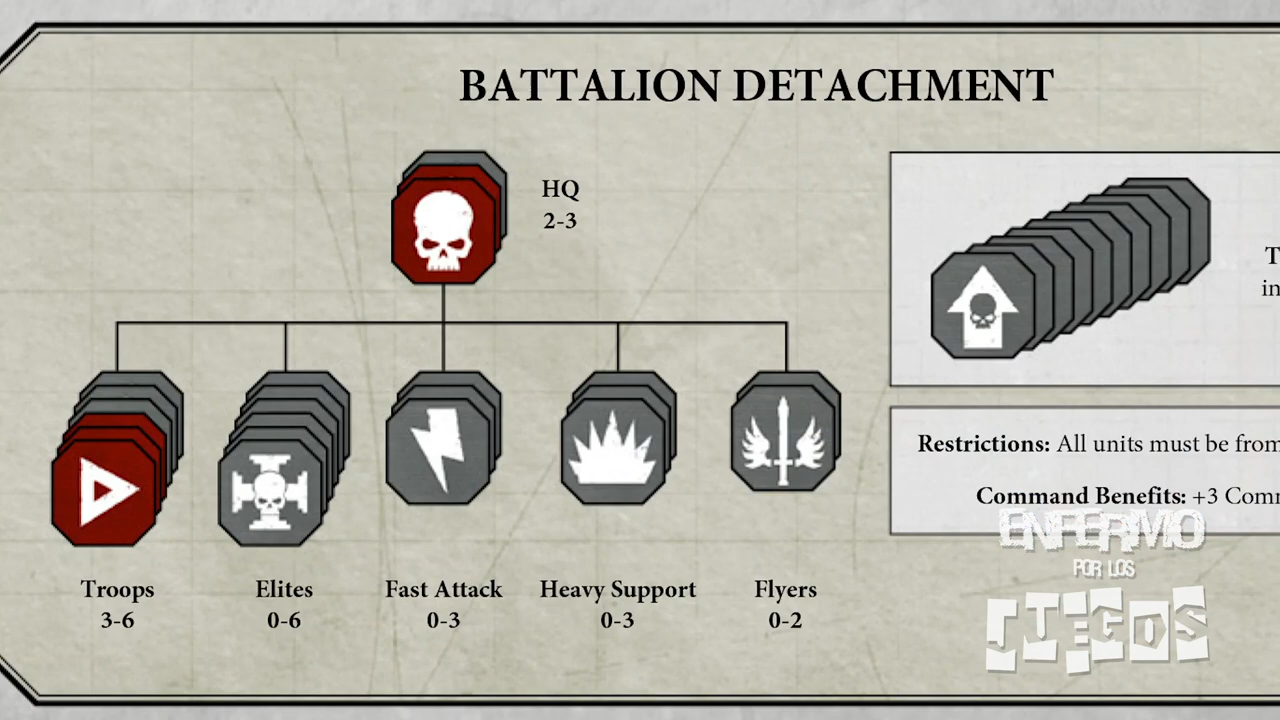 BATTALION DETACHMENT
HQ
2-3
Troops
3-6
Elites
0-6
Fast Attack
0-3
Heavy Support
0-3
Flyers
0-2
T
in
Restrictions: All units must be from
Command Benefits: +3 Comm
ENFERMO
POR LOS
JUEGOS